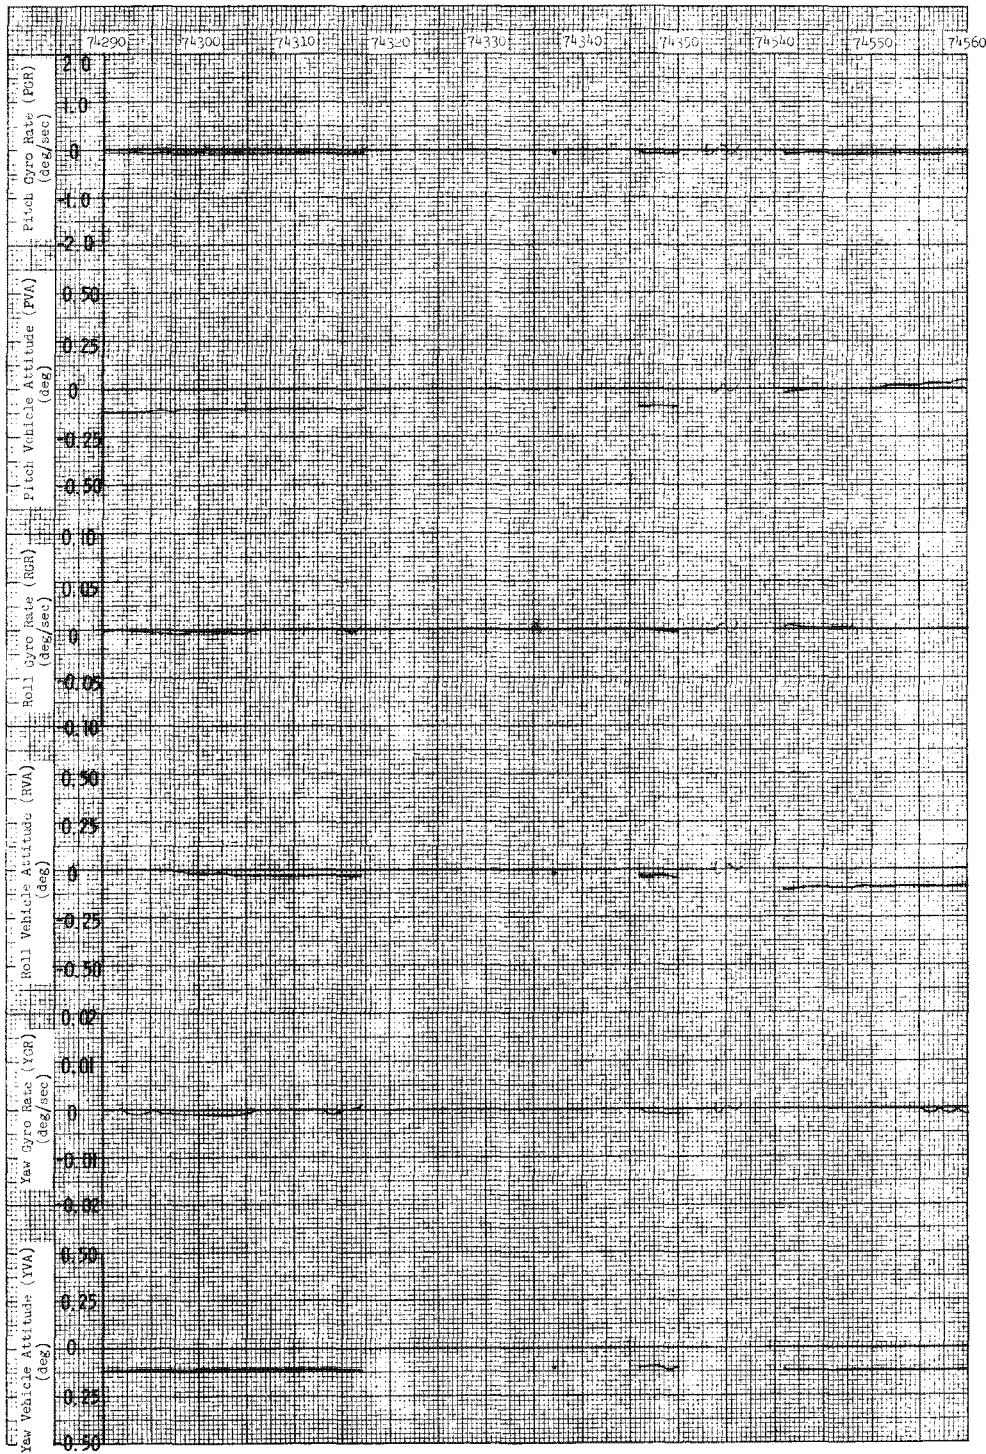 74290 74300 74310 74320 74330 74340 74350 74540 74550 74560
Pitch Gyro Rate (PGR)
(deg/sec)
2.0
1.0
0
-1.0
-2.0
Pitch Vehicle Attitude (PVA)
(deg)
0.50
0.25
0
-0.25
-0.50
Roll Gyro Rate (RGR)
(deg/sec)
0.10
0.05
0
-0.05
-0.10
Roll Vehicle Attitude (RVA)
(deg)
0.50
0.25
0
-0.25
-0.50
Yaw Gyro Rate (YGR)
(deg/sec)
0.02
0.01
0
-0.01
-0.02
Yaw Vehicle Attitude (YVA)
(deg)
0.50
0.25
0
0.25
-0.50